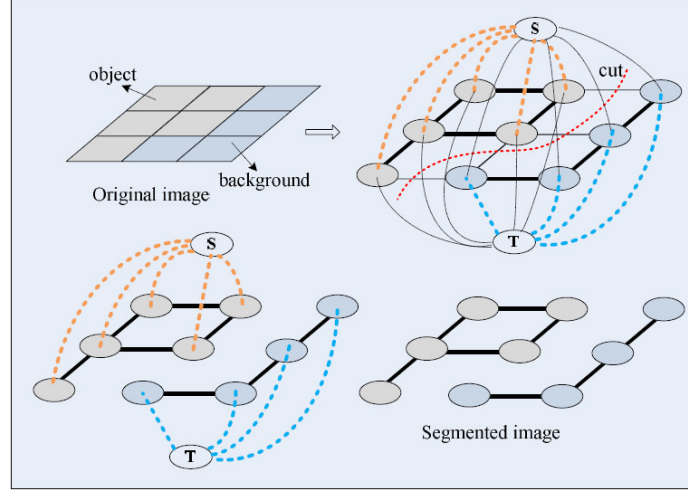 S
object
cut
background
Original image
T
S
T
Segmented image